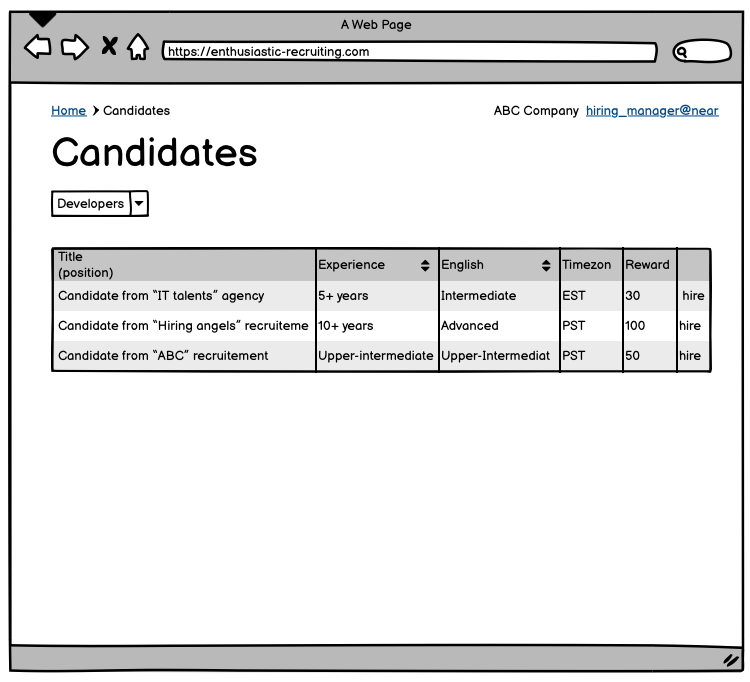 A Web Page
https://enthusiastic-recruiting.com
Home Candidates ABC Company hiring_manager@near
Candidates
Developers
Title
(position) Experience English Timezon Reward
Candidate from "IT talents" agency 5+ years Intermediate EST 30 hire
Candidate from "Hiring angels" recruiteme 10+ years Advanced PST 100 hire
Candidate from "ABC" recruitement Upper-intermediate Upper-Intermediat PST 50 hire